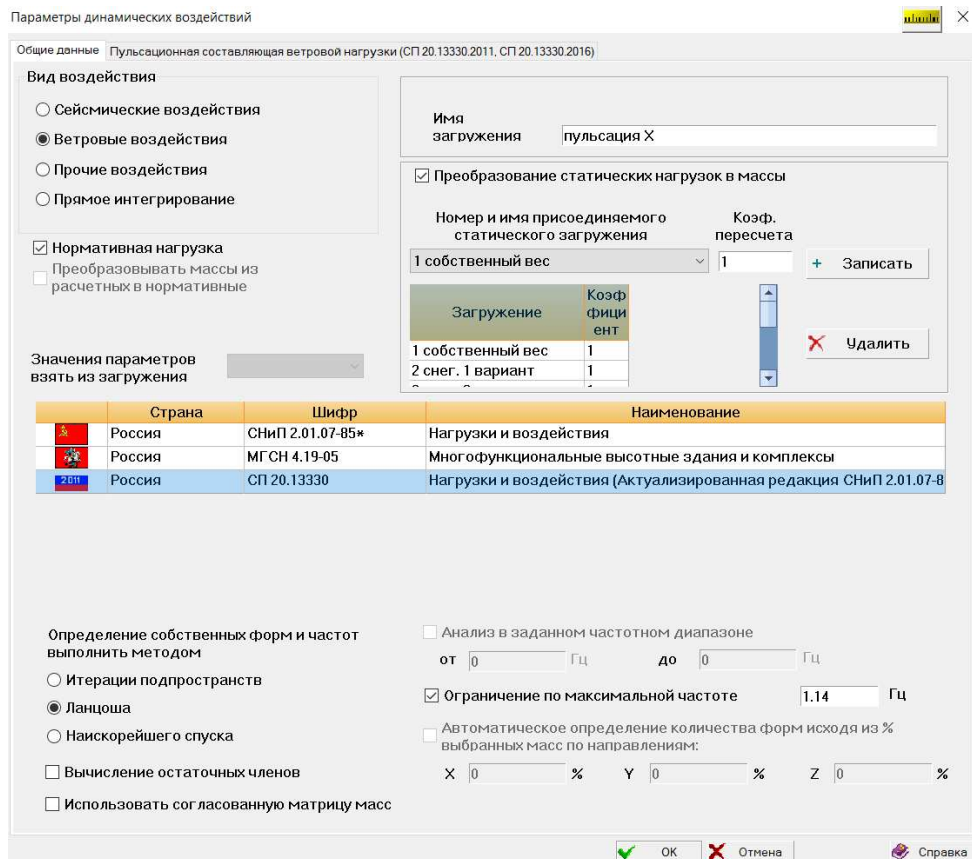 Параметры динамических воздействий
Общие данные
Пульсационная составляющая ветровой нагрузки (СП 20.13330.2011, СП 20.13330.2016)
Вид воздействия
Сейсмические воздействия
Ветровые воздействия
Прочие воздействия
Прямое интегрирование
Имя
загружения
пульсация X
Преобразование статических нагрузок в массы
Номер и имя присоединяемого
статического загружения
Коэф.
пересчета
1 собственный вес
1
+ Записать
Загружение
Коэф
фици
ент
1 собственный вес 1
2 снег. 1 вариант 1
Удалить
Нормативная нагрузка
Преобразовывать массы из
расчетных в нормативные
Значения параметров
взять из загружения
Страна Шифр Наименование
Россия СНиП 2.01.07-85* Нагрузки и воздействия
Россия МГСН 4.19-05 Многофункциональные высотные здания и комплексы
2011 Россия СП 20.13330 Нагрузки и воздействия (Актуализированная редакция СНиП 2.01.07-8
Определение собственных форм и частот
выполнить методом
Итерации подпространств
Ланцоша
Наискорейшего спуска
Вычисление остаточных членов
Использовать согласованную матрицу масс
Анализ в заданном частотном диапазоне
от 0 Гц до 0 Гц
Ограничение по максимальной частоте 1.14 Гц
Автоматическое определение количества форм исходя из %
выбранных масс по направлениям:
X 0 % Y 0 % Z 0 %
OK Отмена Справка